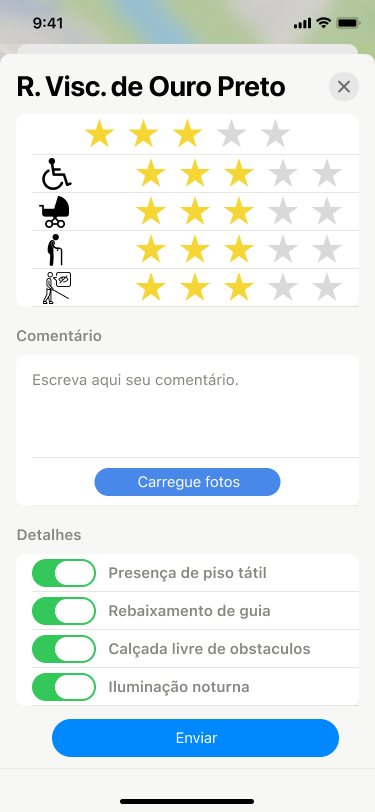 9:41
R. Visc. de Ouro Preto
Comentário
Escreva aqui seu comentário.
Carregue fotos
Detalhes
Presença de piso tátil
Rebaixamento de guia
Calçada livre de obstaculos
Iluminação noturna
Enviar